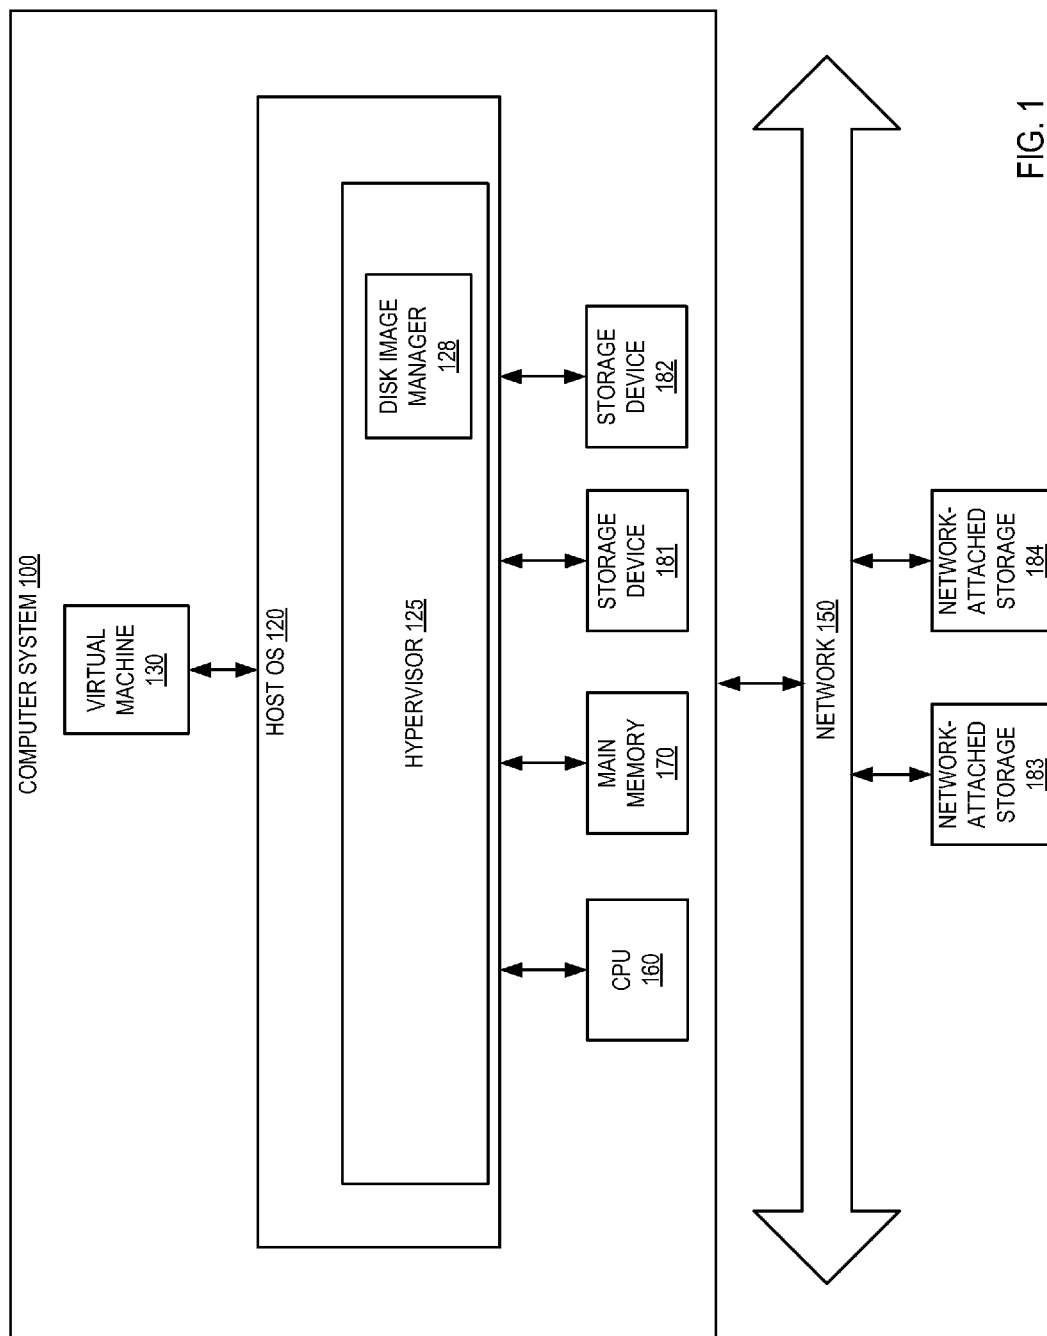 COMPUTER SYSTEM 100
VIRTUAL
MACHINE
130
HOST OS 120
HYPERVISOR 125
DISK IMAGE
MANAGER
128
CPU
160
MAIN
MEMORY
170
STORAGE
DEVICE
181
STORAGE
DEVICE
182
NETWORK 150
NETWORK-
ATTACHED
STORAGE
183
NETWORK-
ATTACHED
STORAGE
184
FIG. 1